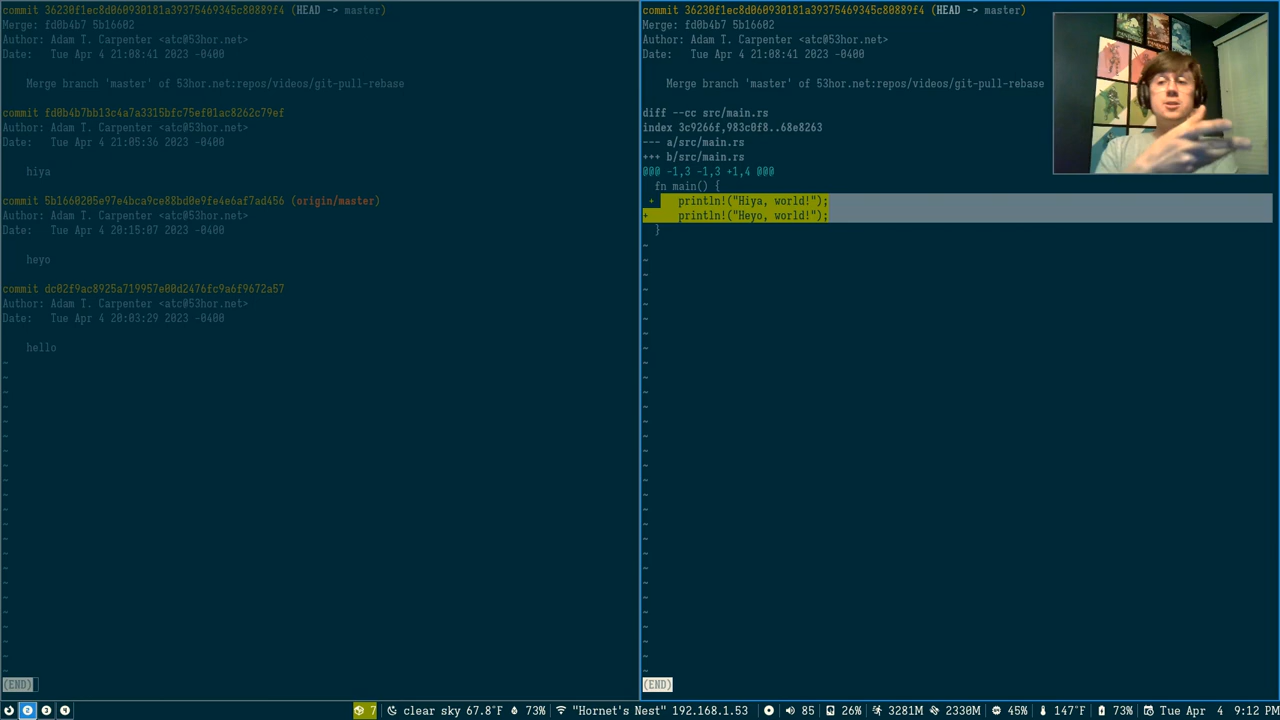 commit 36230f1ec8d060930181a39375469345c80889f4 (HEAD -> master)
Merge: fd0b4b7 5b16602
Author: Adam T. Carpenter <atc@53hor.net>
Date:   Tue Apr 4 21:08:41 2023 -0400
Merge branch 'master' of 53hor.net:repos/videos/git-pull-rebase
commit fd0b4b7bb13c4a7a3315bfc75ef01ac8262c79ef
Author: Adam T. Carpenter <atc@53hor.net>
Date:   Tue Apr 4 21:05:36 2023 -0400
hiya
commit 5b1660205e97e4bca9ce88bd0e9fe4e6af7ad456 (origin/master)
Author: Adam T. Carpenter <atc@53hor.net>
Date:   Tue Apr 4 20:15:07 2023 -0400
heyo
commit dc02f9ac8925a719957e00d2476fc9a6f9672a57
Author: Adam T. Carpenter <atc@53hor.net>
Date:   Tue Apr 4 20:03:29 2023 -0400
hello
(END)
commit 36230f1ec8d060930181a39375469345c80889f4 (HEAD -> master)
Merge: fd0b4b7 5b16602
Author: Adam T. Carpenter <atc@53hor.net>
Date:   Tue Apr 4 21:08:41 2023 -0400
Merge branch 'master' of 53hor.net:repos/videos/git-pull-rebase
diff --cc src/main.rs
index 3c9266f,983c0f8..68e8263
--- a/src/main.rs
+++ b/src/main.rs
@@@ -1,3 -1,3 +1,4 @@@
fn main() {
+    println!("Hiya, world!");
+    println!("Heyo, world!");
}
(END)
2 3 4 7 clear sky 67.8°F 73% "Hornet's Nest" 192.168.1.53 85 26% 3281M 2330M 45% 147°F 73% Tue Apr  4  9:12 PM